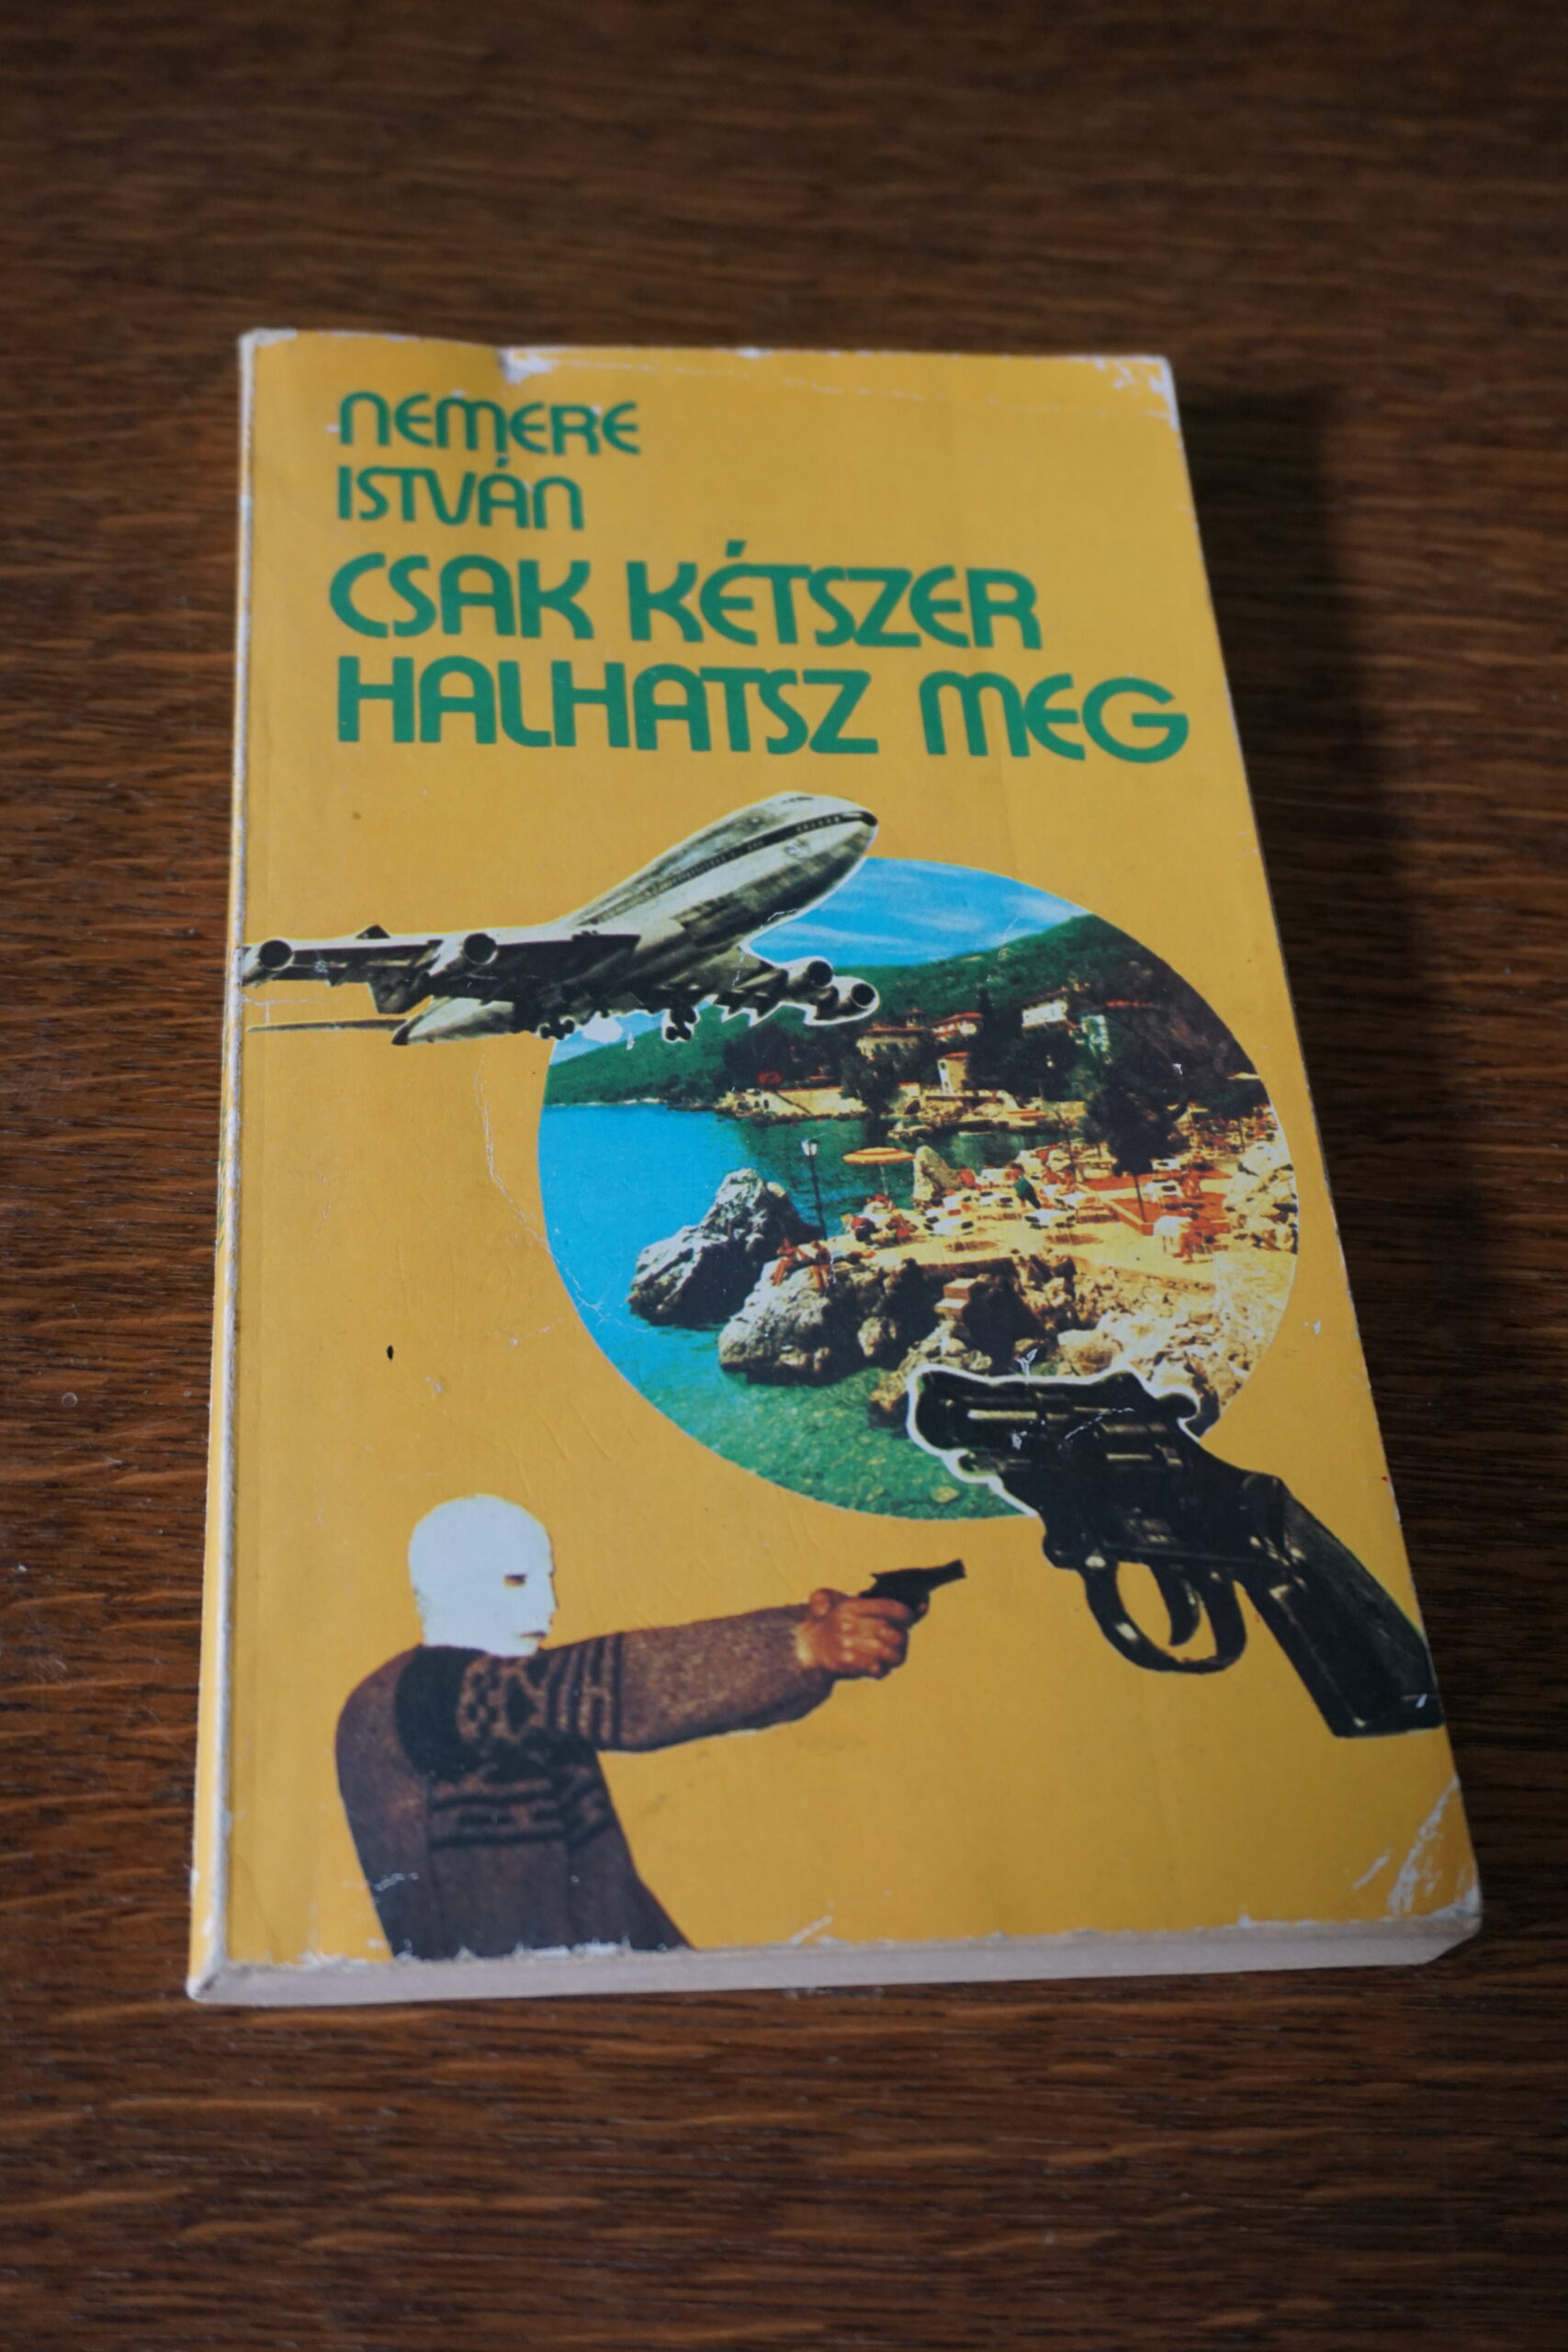 NEMERE
ISTVÁN
CSAK KÉTSZER
HALHATSZ MEG